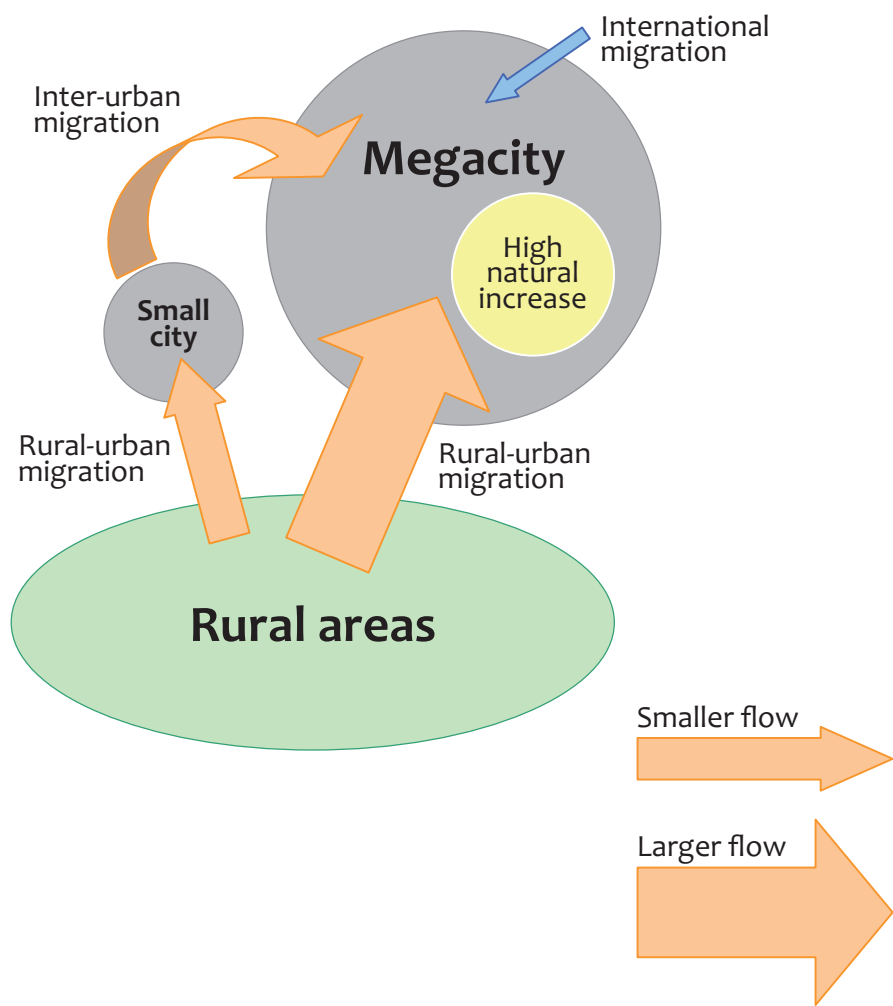 International
migration
Inter-urban
migration
Megacity
High
natural
increase
Small
city
Rural-urban
migration
Rural-urban
migration
Rural areas
Smaller flow
Larger flow